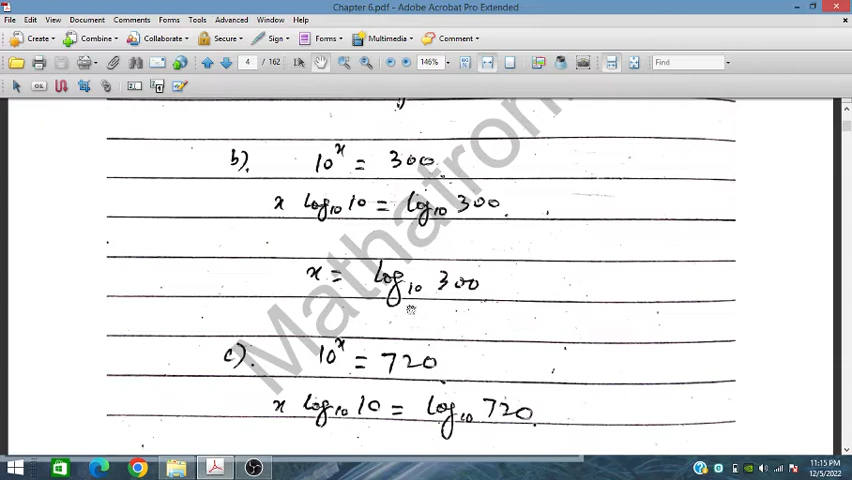 Chapter 6.pdf - Adobe Acrobat Pro Extended
File Edit View Document Comments Forms Tools Advanced Window Help
Create Combine Collaborate Secure Sign Forms Multimedia Comment
4 / 162 146% Find
b). 10^x = 300.
x log₁₀ 10 = log₁₀ 300.
x = log₁₀ 300
c). 10^x = 720
x log₁₀ 10 = log₁₀ 720.
Mathatron
11:15 PM
12/5/2022